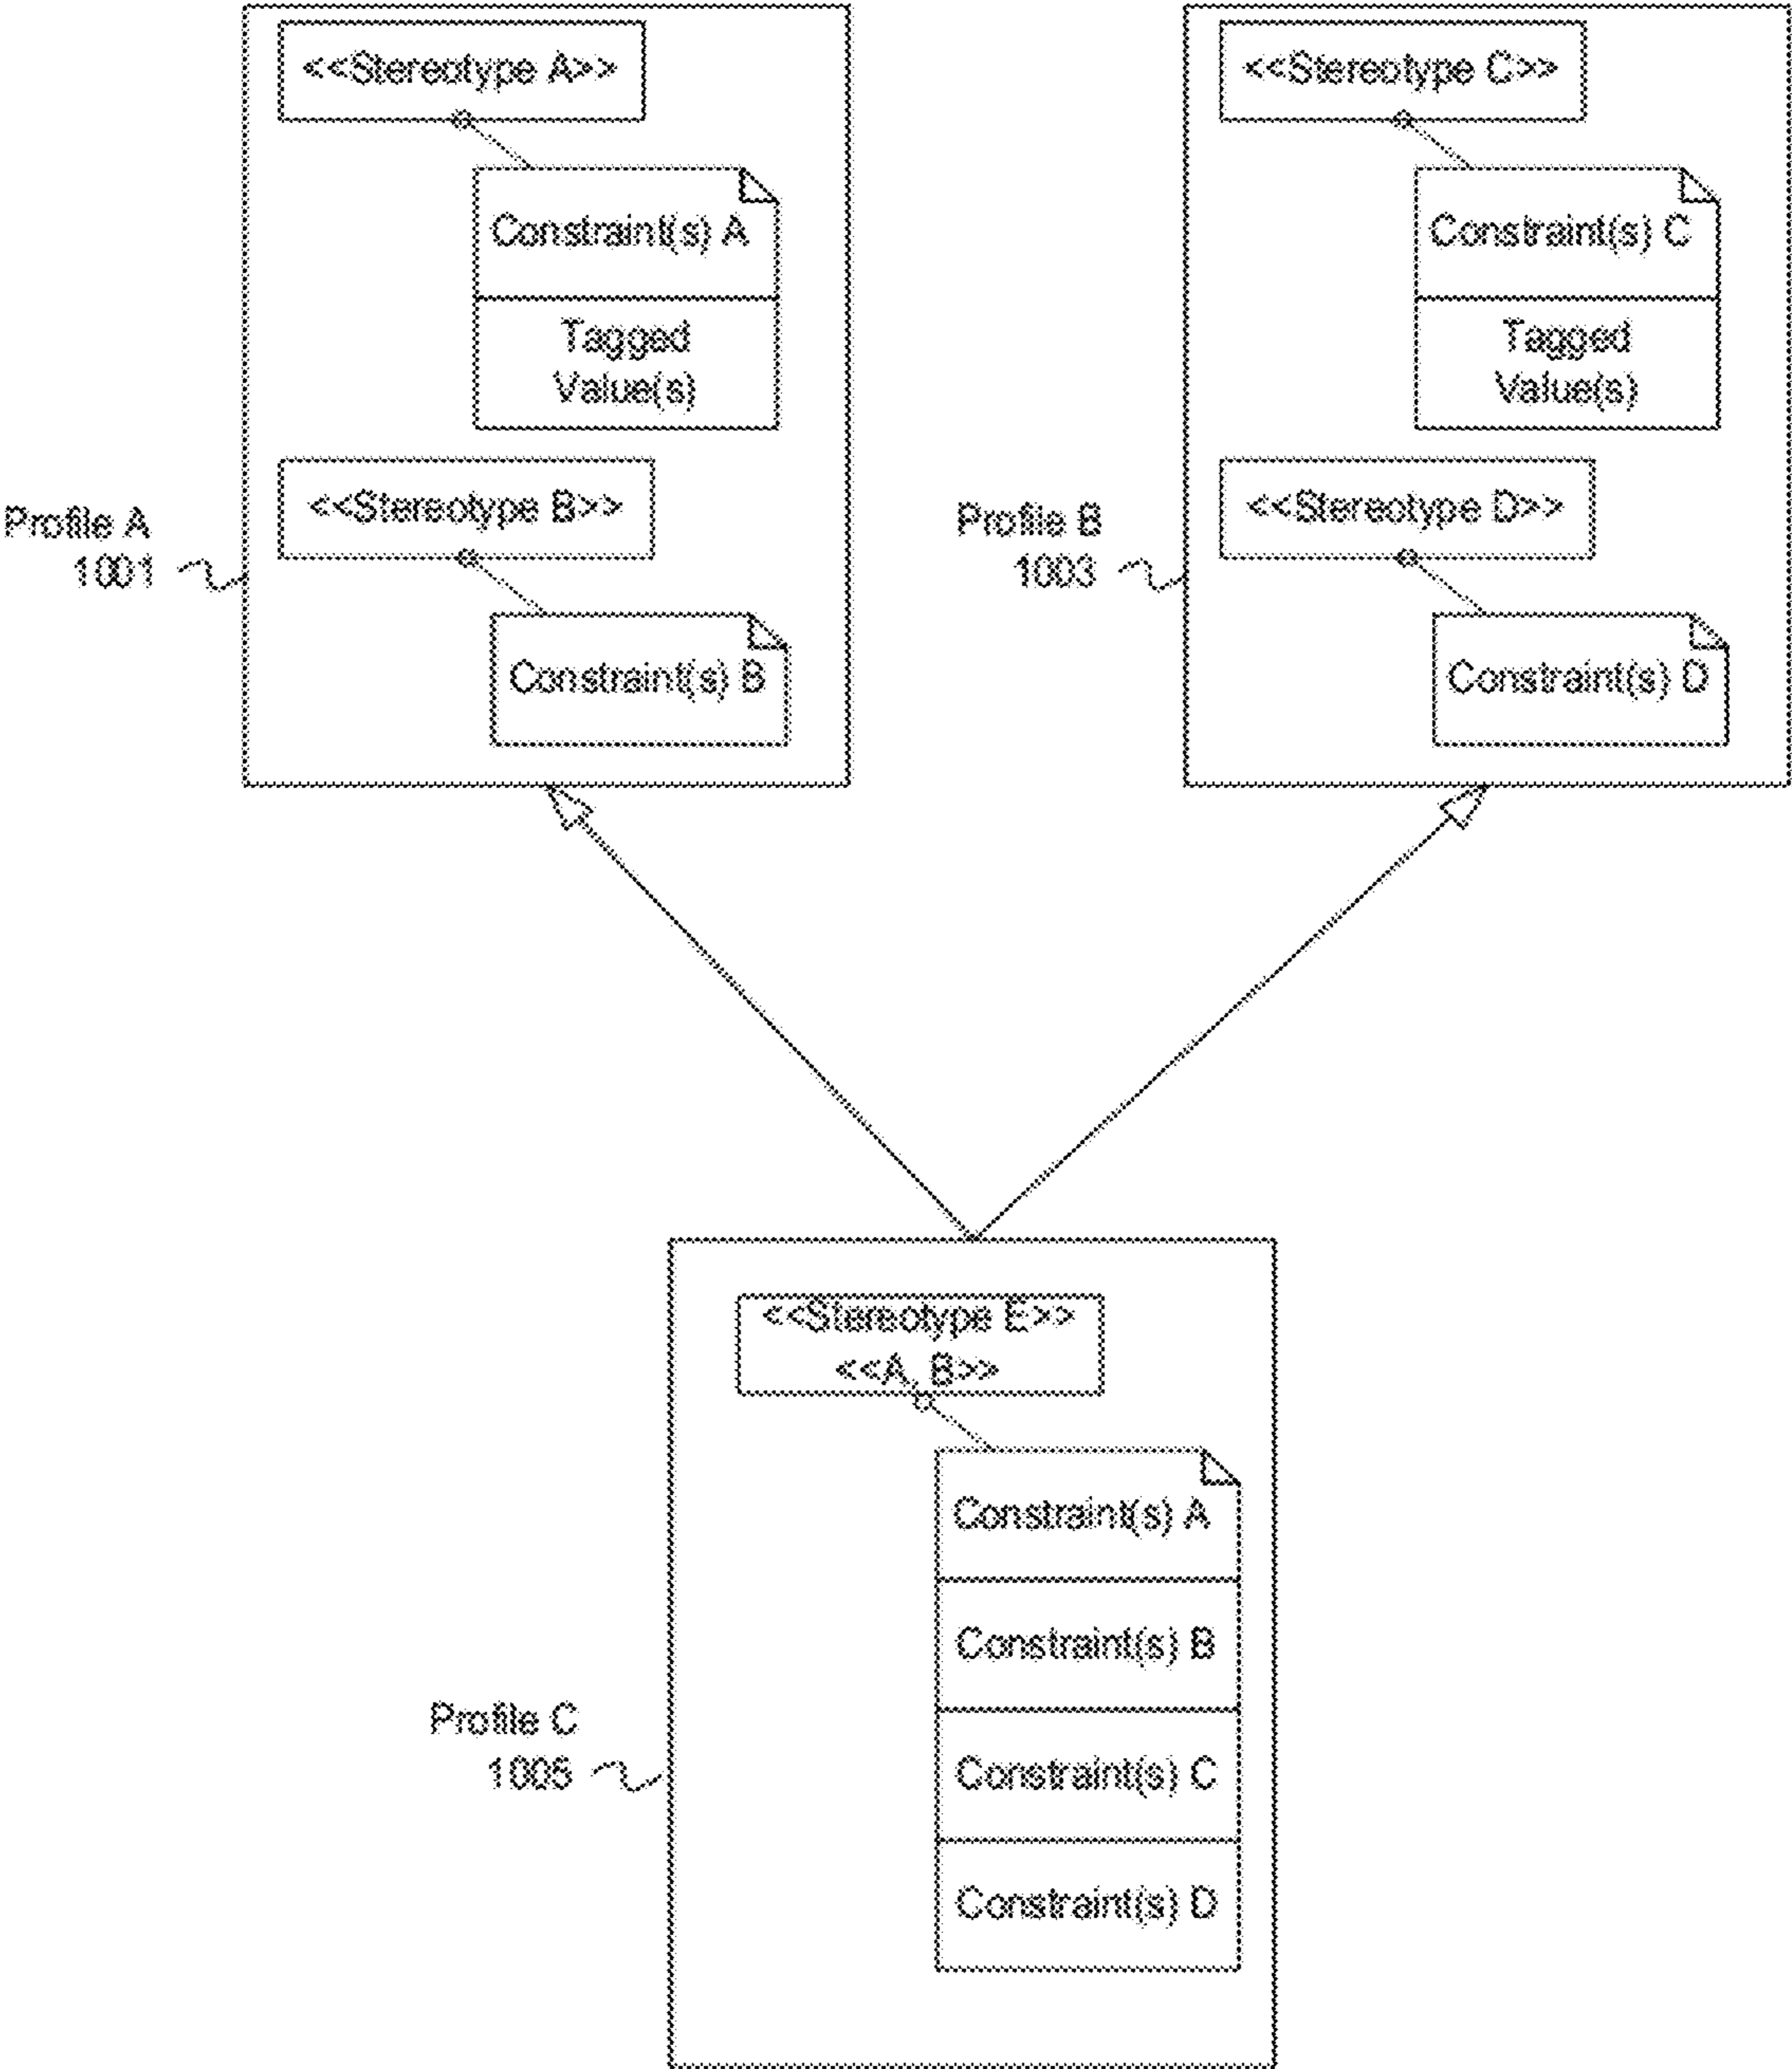 <<Stereotype A>>
Constraint(s) A
Tagged
Value(s)
<<Stereotype B>>
Constraint(s) B
Profile A
1001
<<Stereotype C>>
Constraint(s) C
Tagged
Value(s)
<<Stereotype D>>
Constraint(s) D
Profile B
1003
<<Stereotype E>>
<<A, B>>
Constraint(s) A
Constraint(s) B
Constraint(s) C
Constraint(s) D
Profile C
1005